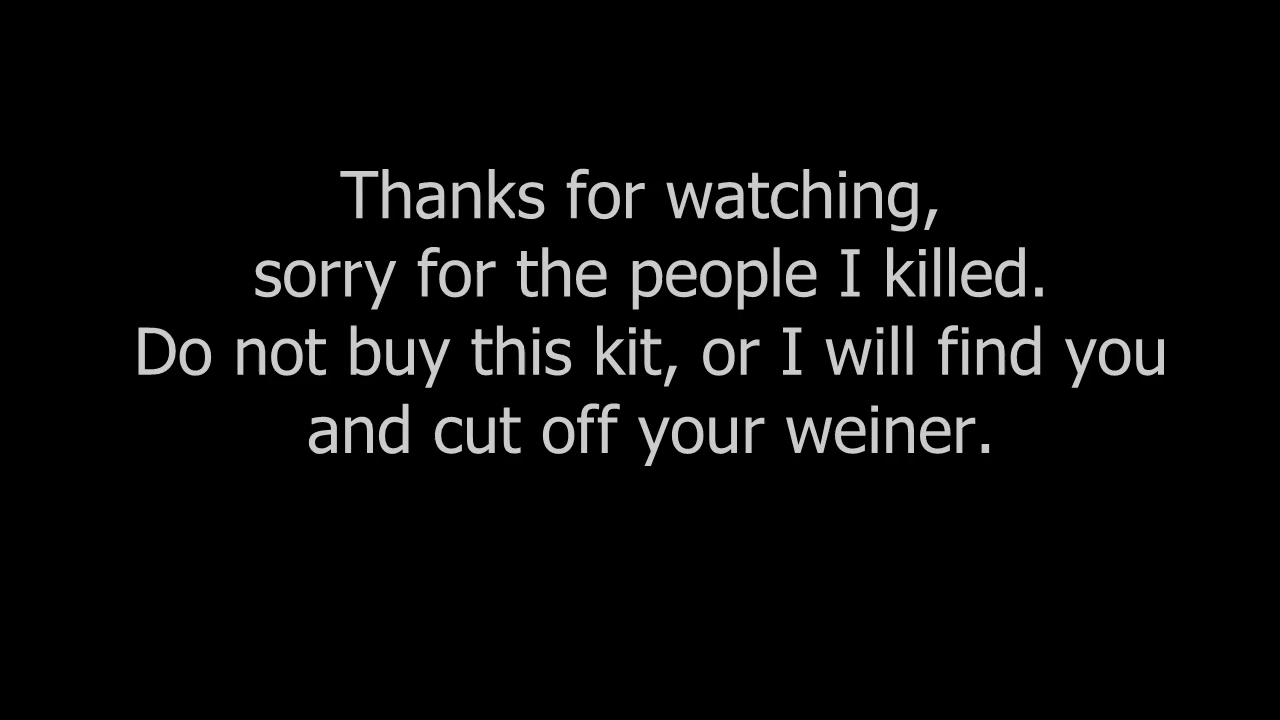 Thanks for watching,
sorry for the people I killed.
Do not buy this kit, or I will find you
and cut off your weiner.